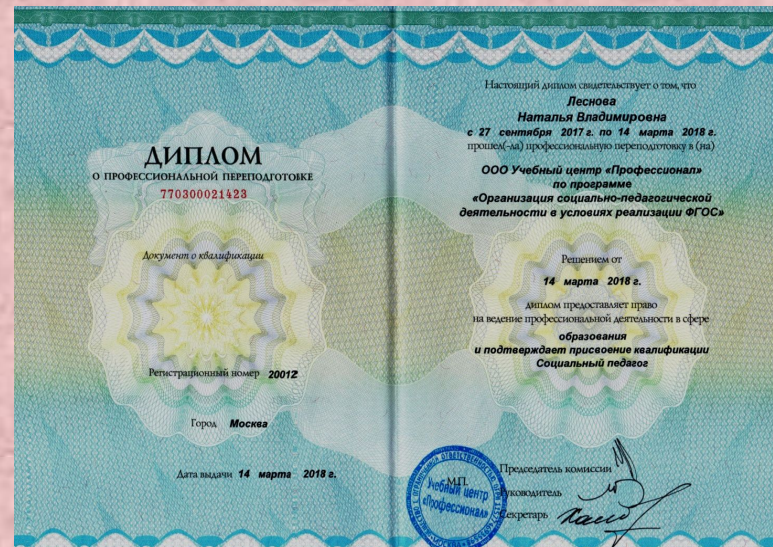 ДИПЛОМ
О ПРОФЕССИОНАЛЬНОЙ ПЕРЕПОДГОТОВКЕ
770300021423
Документ о квалификации
Регистрационный номер 20012
Город Москва
Дата выдачи 14 марта 2018 г.
Настоящий диплом свидетельствует о том, что
Леснова
Наталья Владимировна
с 27 сентября 2017 г. по 14 марта 2018 г.
прошел(-ла) профессиональную переподготовку в (на)
ООО Учебный центр «Профессионал»
по программе
«Организация социально-педагогической
деятельности в условиях реализации ФГОС»
Решением от
14 марта 2018 г.
диплом предоставляет право
на ведение профессиональной деятельности в сфере
образования
и подтверждает присвоение квалификации
Социальный педагог
Председатель комиссии
М.П.
Руководитель
Секретарь
Учебный центр
«Профессионал»